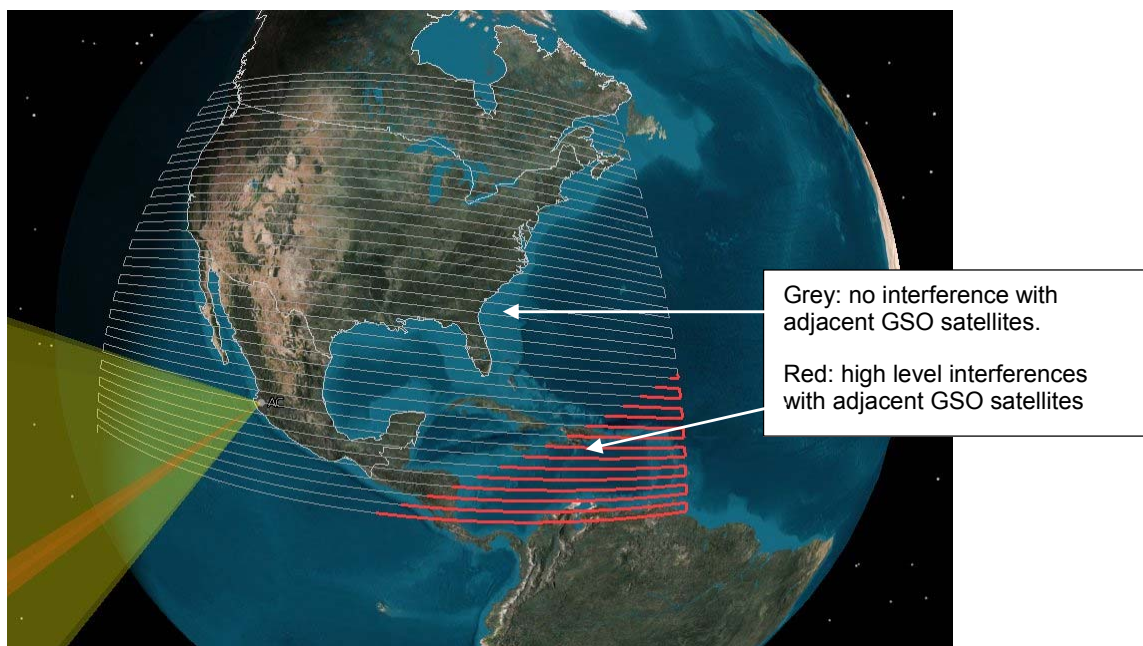 Grey: no interference with
adjacent GSO satellites.
Red: high level interferences
with adjacent GSO satellites
AC